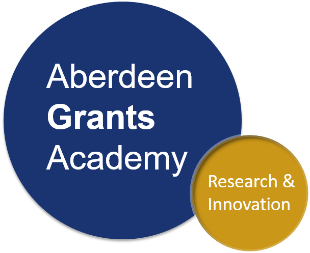 Aberdeen
Grants
Academy
Research &
Innovation